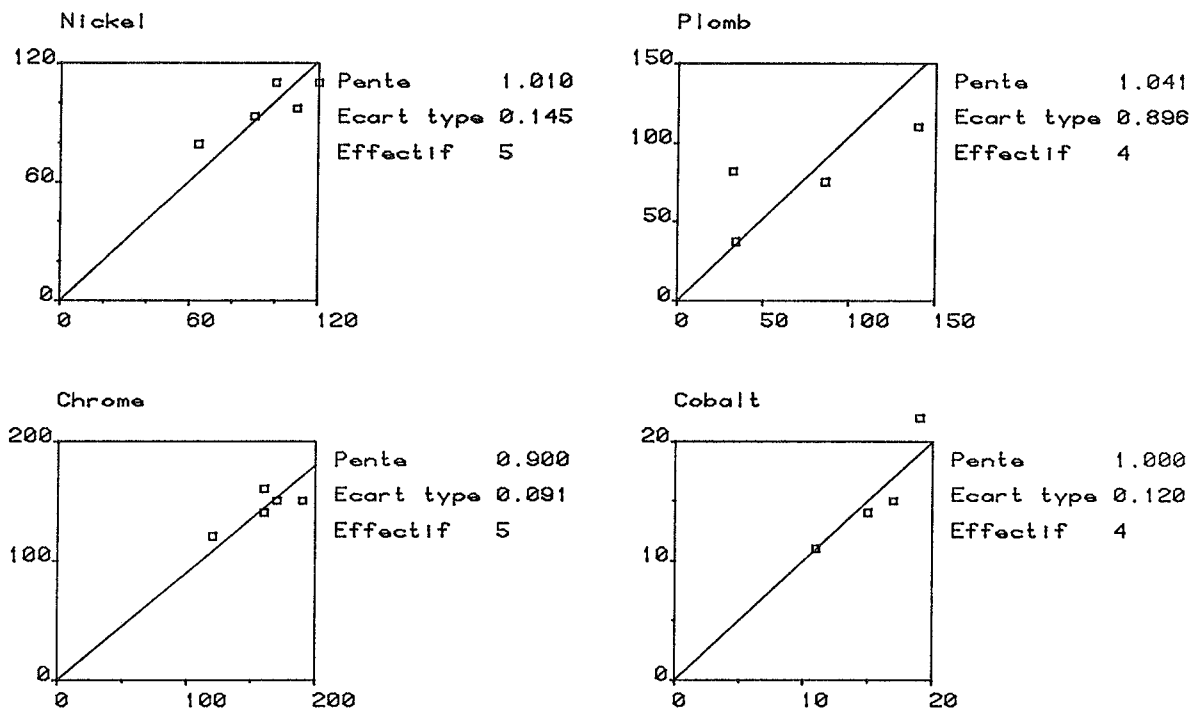 Nickel
120
60
0
0 60 120
Pente 1.010
Ecart type 0.145
Effectif 5
Plomb
150
100
50
0
0 50 100 150
Pente 1.041
Ecart type 0.896
Effectif 4
Chrome
200
100
0
0 100 200
Pente 0.900
Ecart type 0.091
Effectif 5
Cobalt
20
10
0
0 10 20
Pente 1.000
Ecart type 0.120
Effectif 4